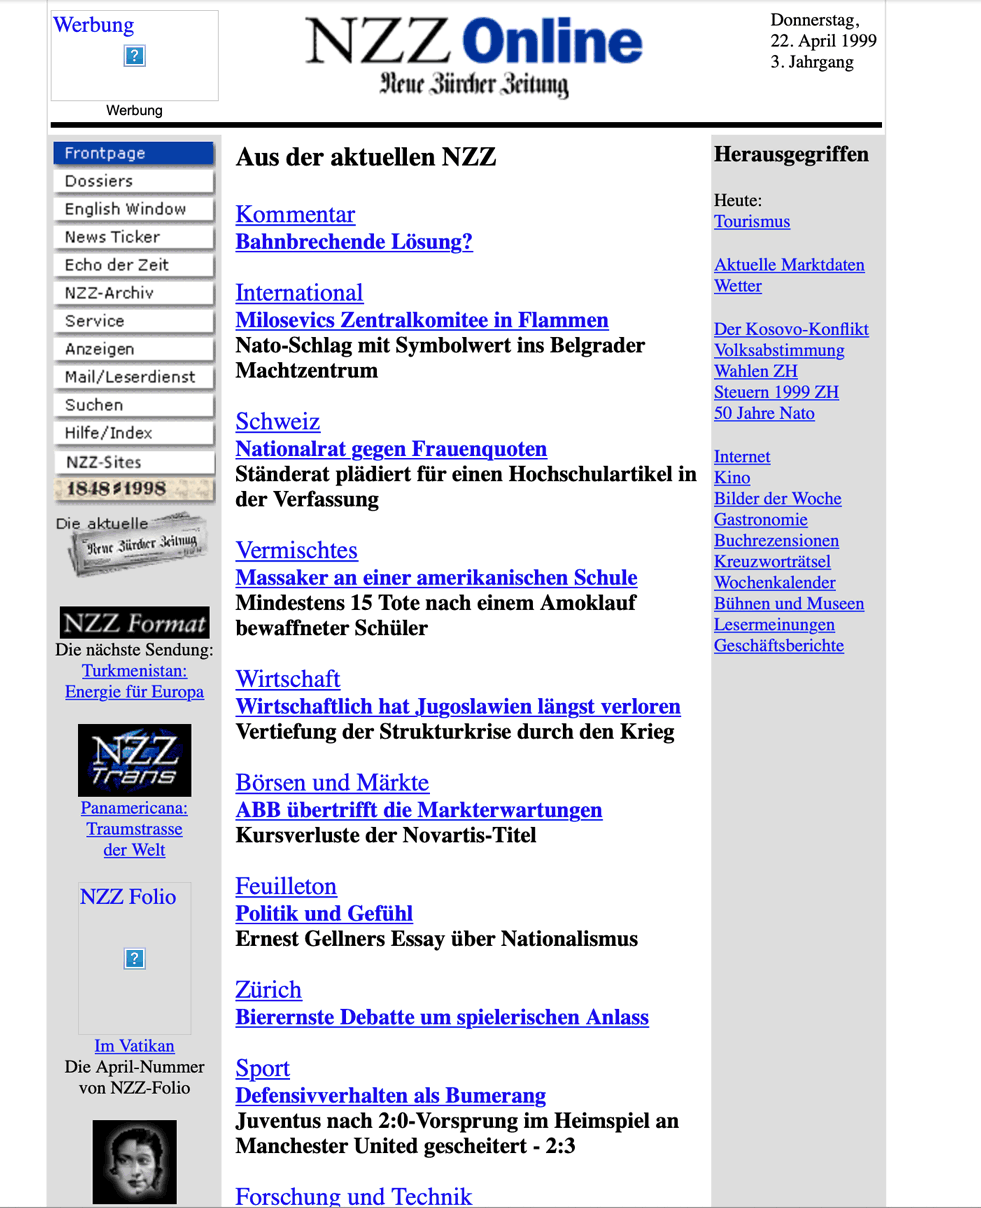 Werbung
Werbung
NZZ Online
Neue Zürcher Zeitung
Donnerstag,
22. April 1999
3. Jahrgang
Frontpage
Dossiers
English Window
News Ticker
Echo der Zeit
NZZ-Archiv
Service
Anzeigen
Mail/Leserdienst
Suchen
Hilfe/Index
NZZ-Sites
1848 1998
Die aktuelle
Neue Zürcher Zeitung
NZZ Format
Die nächste Sendung:
Turkmenistan:
Energie für Europa
NZZ
Trans
Panamericana:
Traumstrasse
der Welt
NZZ Folio
Im Vatikan
Die April-Nummer
von NZZ-Folio
Aus der aktuellen NZZ
Kommentar
Bahnbrechende Lösung?
International
Milosevics Zentralkomitee in Flammen
Nato-Schlag mit Symbolwert ins Belgrader
Machtzentrum
Schweiz
Nationalrat gegen Frauenquoten
Ständerat plädiert für einen Hochschulartikel in
der Verfassung
Vermischtes
Massaker an einer amerikanischen Schule
Mindestens 15 Tote nach einem Amoklauf
bewaffneter Schüler
Wirtschaft
Wirtschaftlich hat Jugoslawien längst verloren
Vertiefung der Strukturkrise durch den Krieg
Börsen und Märkte
ABB übertrifft die Markterwartungen
Kursverluste der Novartis-Titel
Feuilleton
Politik und Gefühl
Ernest Gellners Essay über Nationalismus
Zürich
Bierernste Debatte um spielerischen Anlass
Sport
Defensivverhalten als Bumerang
Juventus nach 2:0-Vorsprung im Heimspiel an
Manchester United gescheitert - 2:3
Forschung und Technik
Herausgegriffen
Heute:
Tourismus
Aktuelle Marktdaten
Wetter
Der Kosovo-Konflikt
Volksabstimmung
Wahlen ZH
Steuern 1999 ZH
50 Jahre Nato
Internet
Kino
Bilder der Woche
Gastronomie
Buchrezensionen
Kreuzworträtsel
Wochenkalender
Bühnen und Museen
Lesermeinungen
Geschäftsberichte